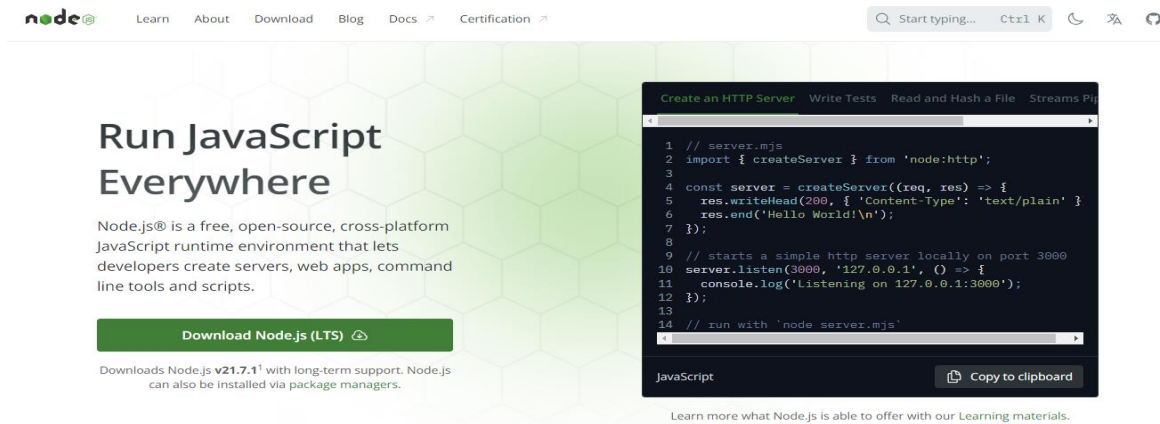 node JS
Learn About Download Blog Docs Certification
Start typing... Ctrl K
Run JavaScript
Everywhere
Node.js® is a free, open-source, cross-platform
JavaScript runtime environment that lets
developers create servers, web apps, command
line tools and scripts.
Download Node.js (LTS)
Downloads Node.js v21.7.1¹ with long-term support. Node.js
can also be installed via package managers.
Create an HTTP Server Write Tests Read and Hash a File Streams Pip
1 // server.mjs
2 import { createServer } from 'node:http';
3
4 const server = createServer((req, res) => {
5 res.writeHead(200, { 'Content-Type': 'text/plain' }
6 res.end('Hello World!\n');
7 });
8
9 // starts a simple http server locally on port 3000
10 server.listen(3000, '127.0.0.1', () => {
11 console.log('Listening on 127.0.0.1:3000');
12 });
13
14 // run with `node server.mjs`
JavaScript Copy to clipboard
Learn more what Node.js is able to offer with our Learning materials.